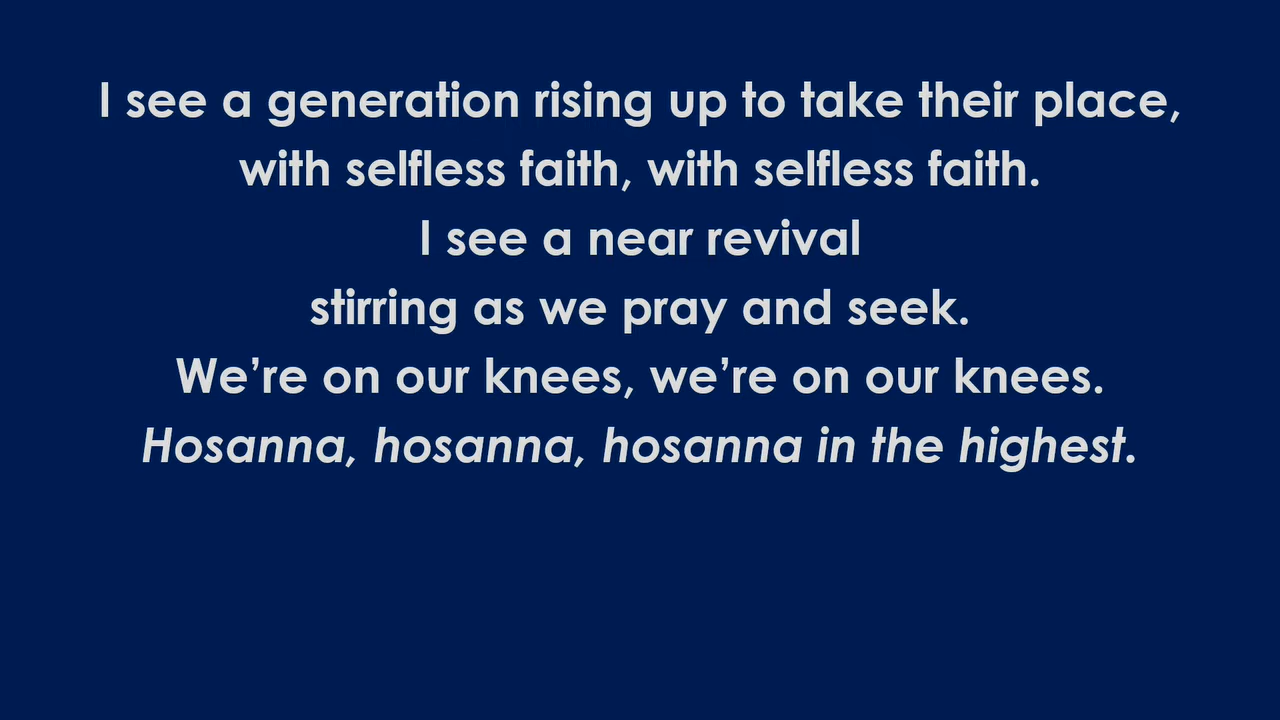 I see a generation rising up to take their place,
with selfless faith, with selfless faith.
I see a near revival
stirring as we pray and seek.
We’re on our knees, we’re on our knees.
Hosanna, hosanna, hosanna in the highest.